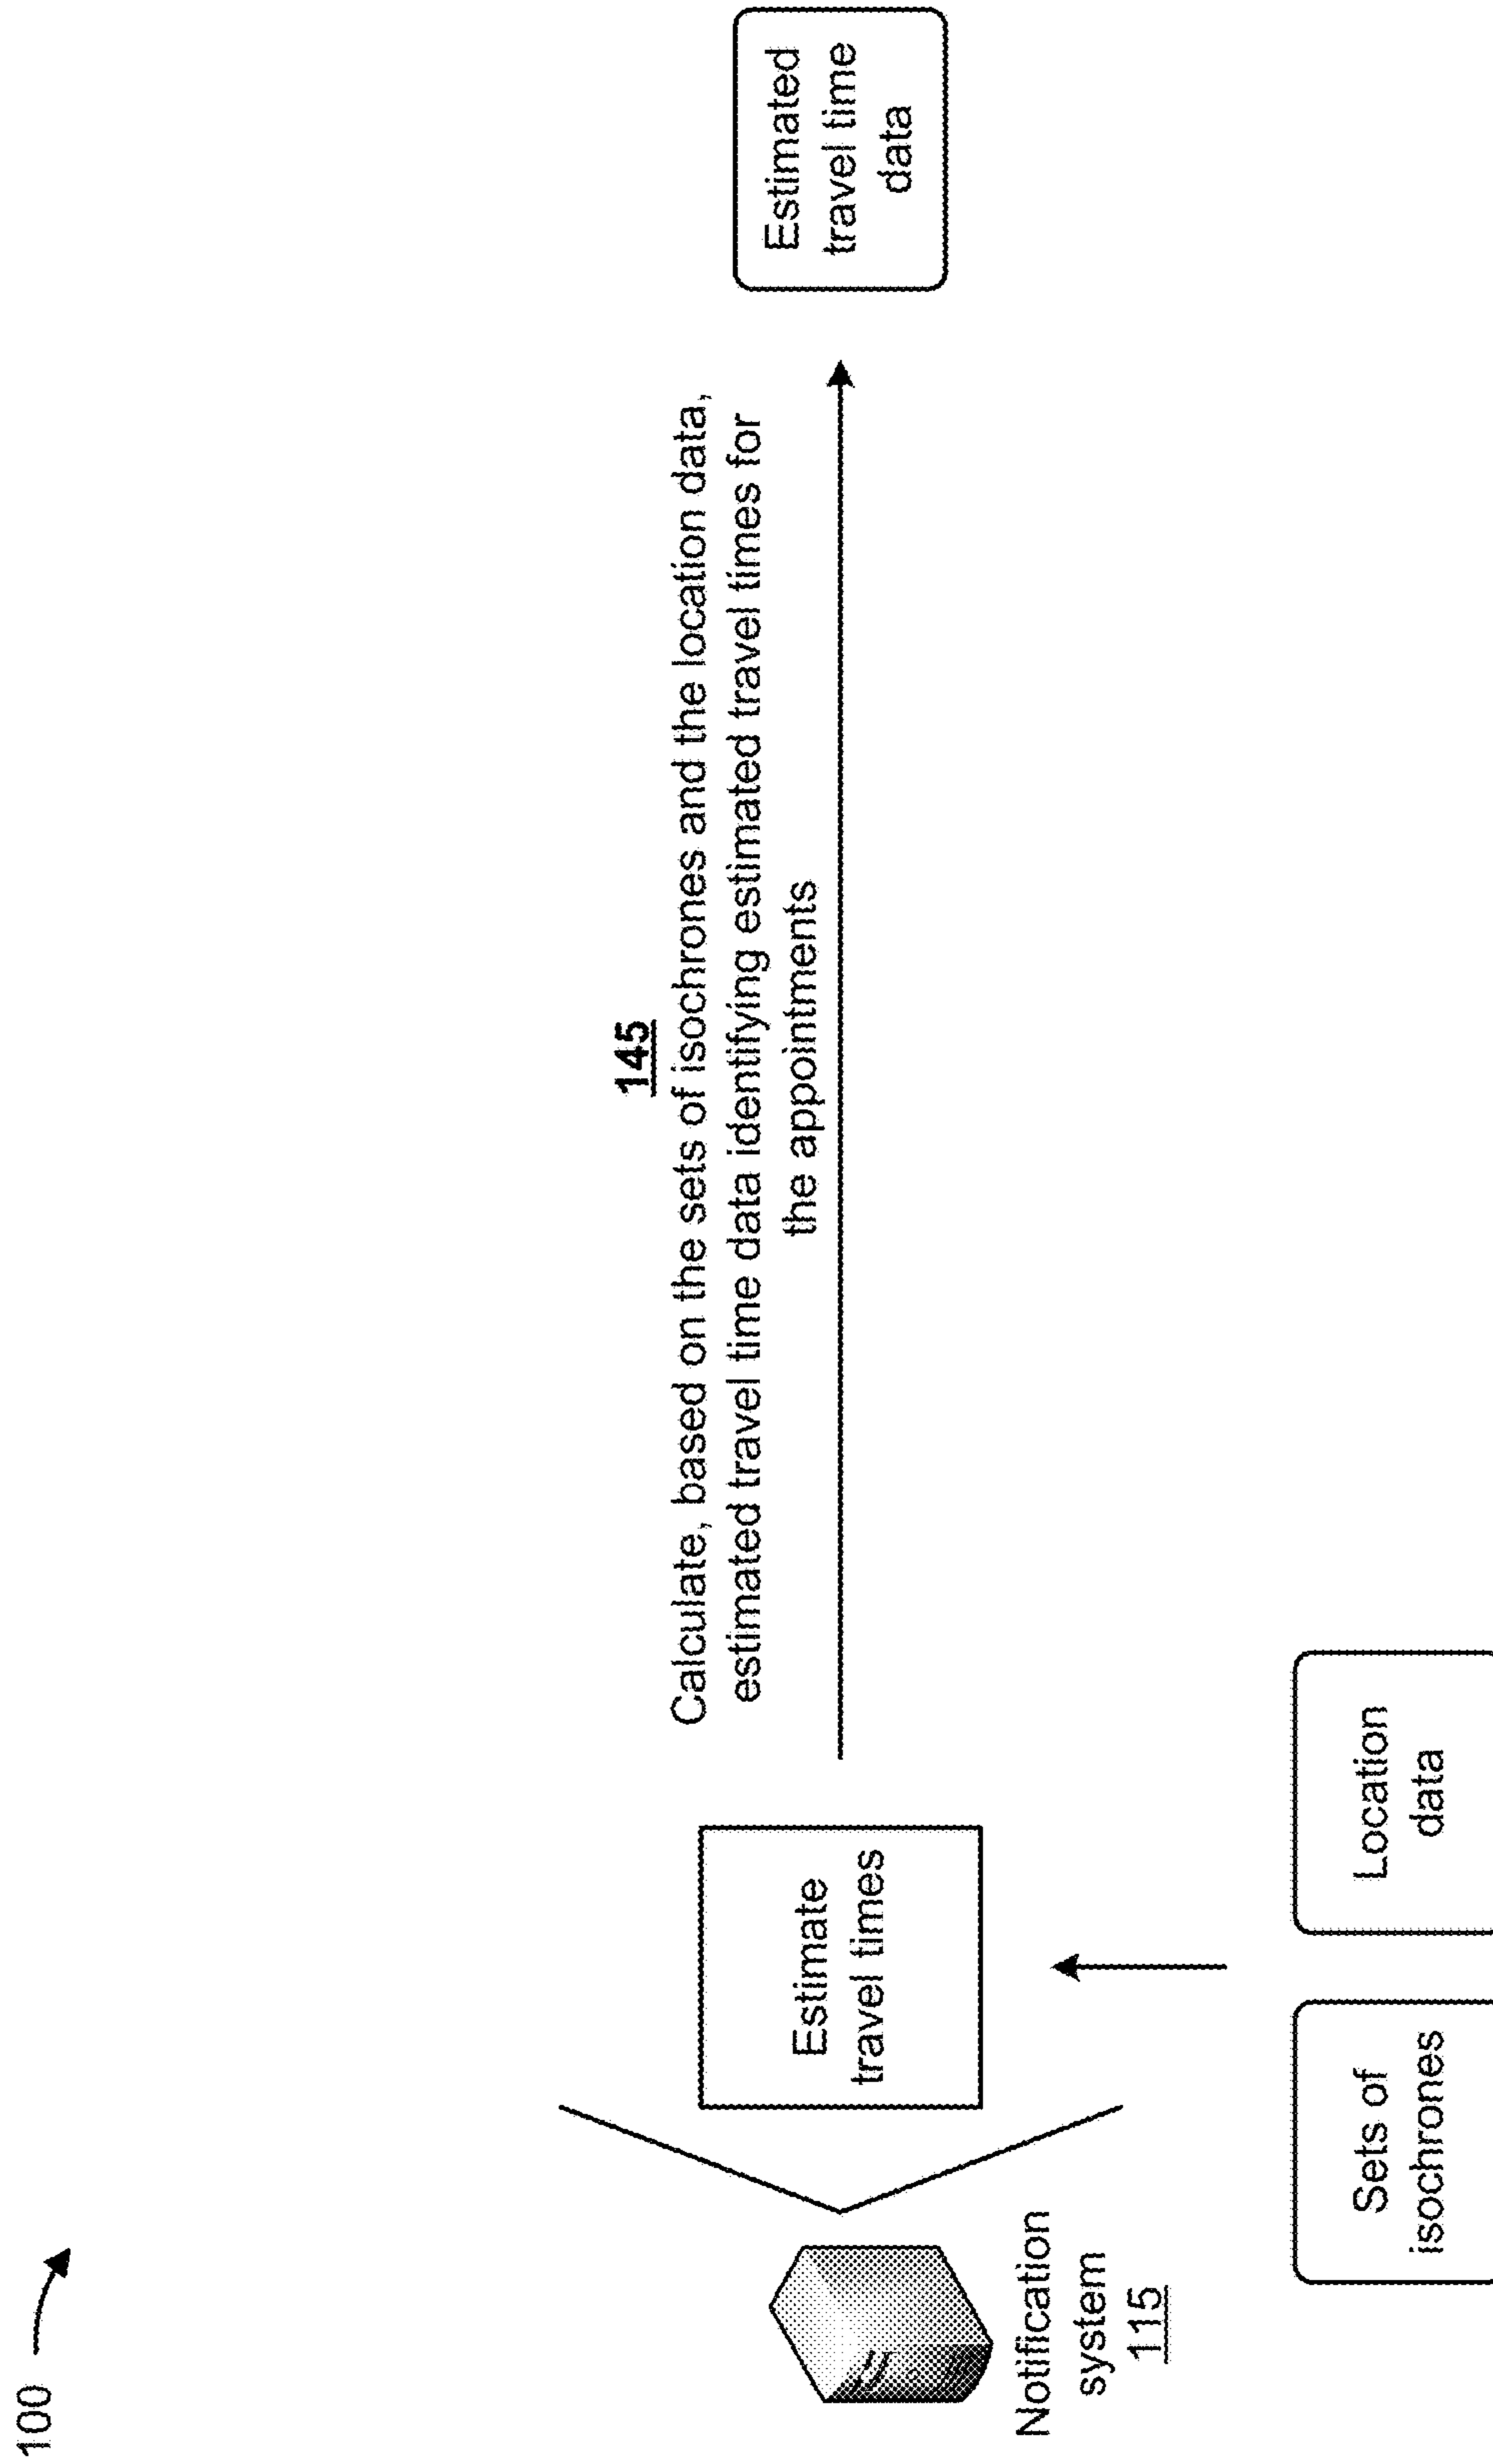 100
145
Calculate, based on the sets of isochrones and the location data,
estimated travel time data identifying estimated travel times for
the appointments
Estimate
travel times
Estimated
travel time
data
Notification
system
115
Sets of
isochrones
Location
data